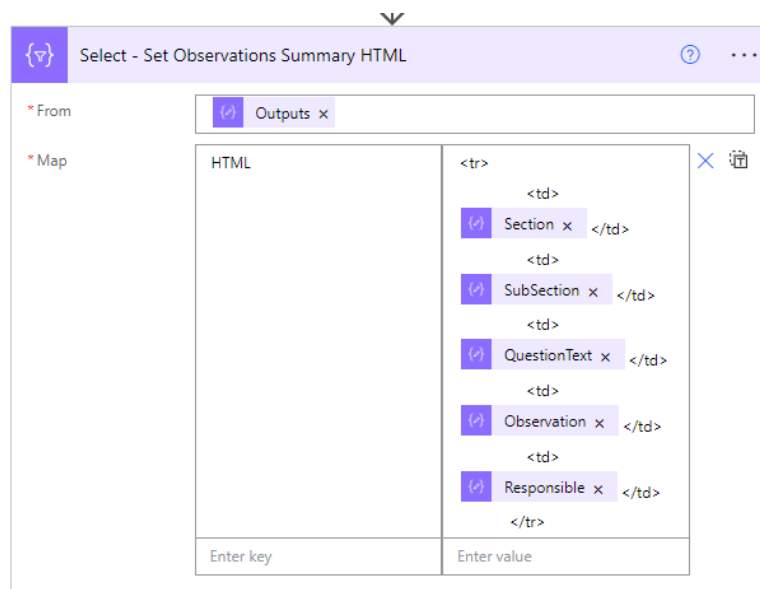 Select - Set Observations Summary HTML
* From
Outputs
* Map
HTML
<tr>
<td>
Section </td>
<td>
SubSection </td>
<td>
QuestionText </td>
<td>
Observation </td>
<td>
Responsible </td>
</tr>
Enter key
Enter value